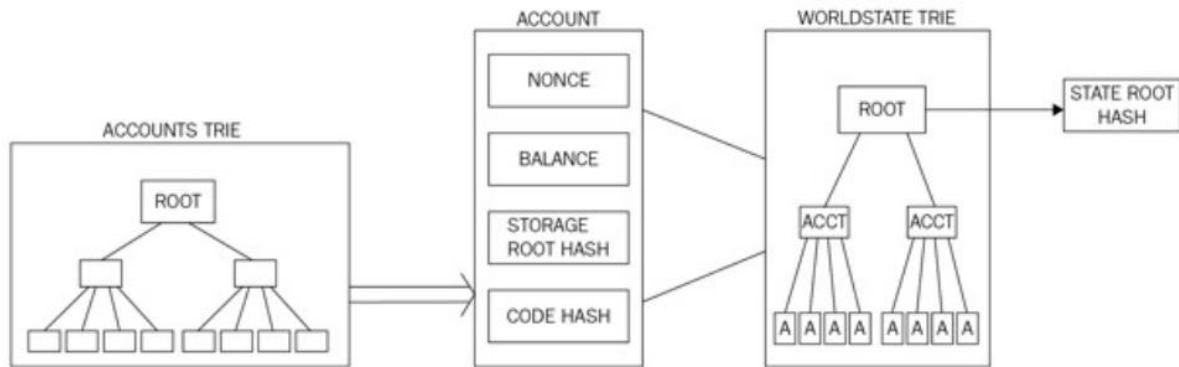 ACCOUNTS TRIE
ROOT
ACCOUNT
NONCE
BALANCE
STORAGE
ROOT HASH
CODE HASH
WORLDSTATE TRIE
ROOT
ACCT ACCT
A A A A A A A A
STATE ROOT
HASH